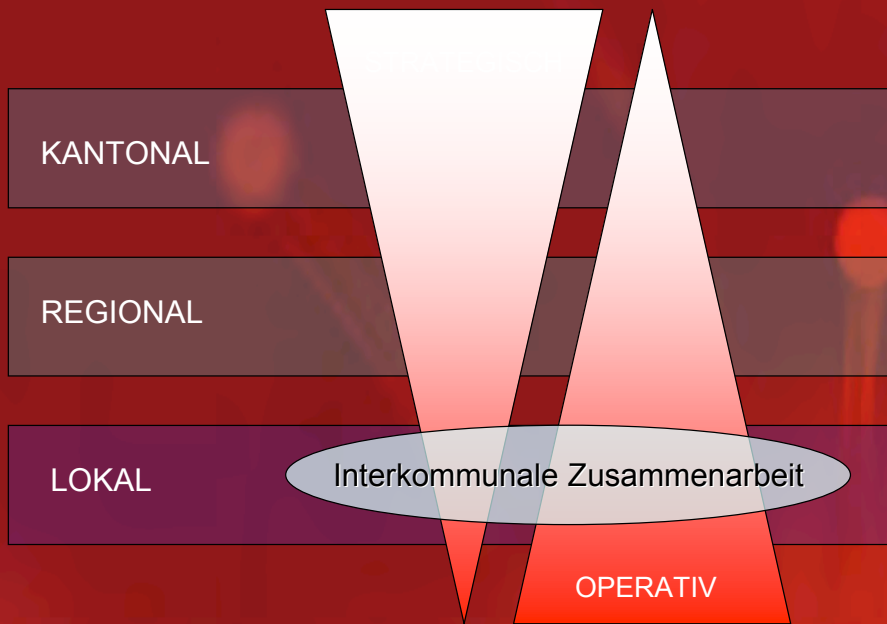 KANTONAL
REGIONAL
LOKAL
Interkommunale Zusammenarbeit
OPERATIV